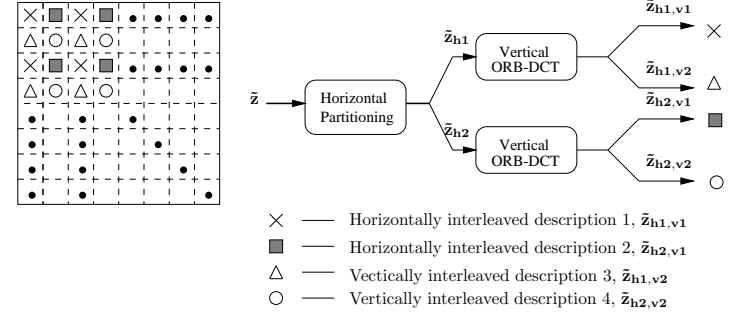 z̃h1,v1
z̃h1
Vertical
ORB-DCT
z̃h1,v2
z̃
Horizontal
Partitioning
z̃h2,v1
z̃h2
Vertical
ORB-DCT
z̃h2,v2
Horizontally interleaved description 1, z̃h1,v1
Horizontally interleaved description 2, z̃h2,v1
Vectically interleaved description 3, z̃h1,v2
Vertically interleaved description 4, z̃h2,v2